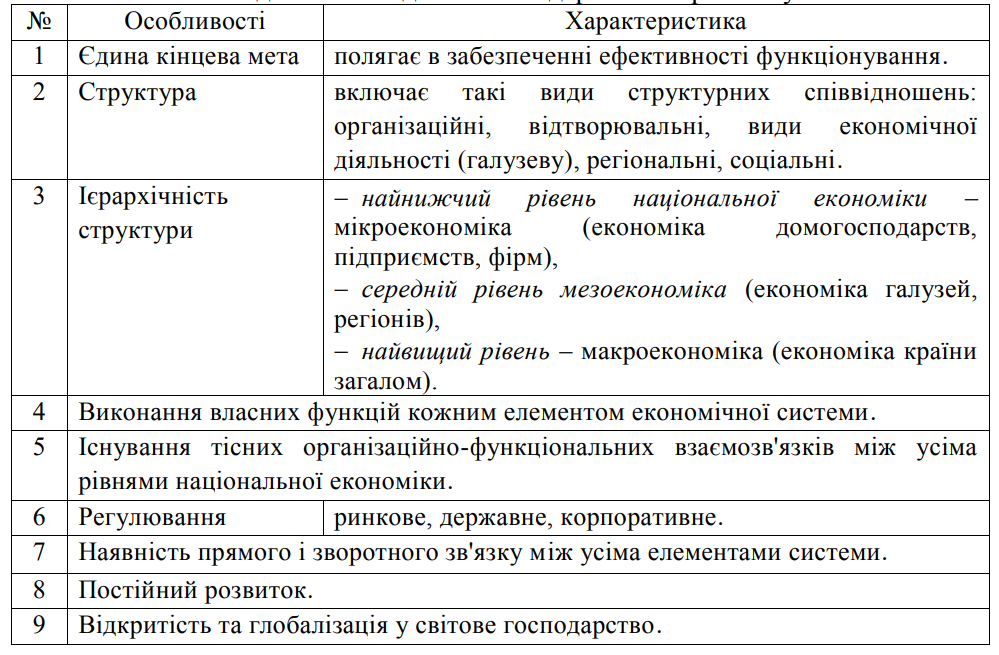 № Особливості Характеристика
1 Єдина кінцева мета полягає в забезпеченні ефективності функціонування.
2 Структура включає такі види структурних співвідношень:
організаційні, відтворювальні, види економічної
діяльності (галузеву), регіональні, соціальні.
3 Ієрархічність
структури
– найнижчий рівень національної економіки –
мікроекономіка (економіка домогосподарств,
підприємств, фірм),
– середній рівень мезоекономіка (економіка галузей,
регіонів),
– найвищий рівень – макроекономіка (економіка країни
загалом).
4 Виконання власних функцій кожним елементом економічної системи.
5 Існування тісних організаційно-функціональних взаємозв'язків між усіма
рівнями національної економіки.
6 Регулювання ринкове, державне, корпоративне.
7 Наявність прямого і зворотного зв'язку між усіма елементами системи.
8 Постійний розвиток.
9 Відкритість та глобалізація у світове господарство.